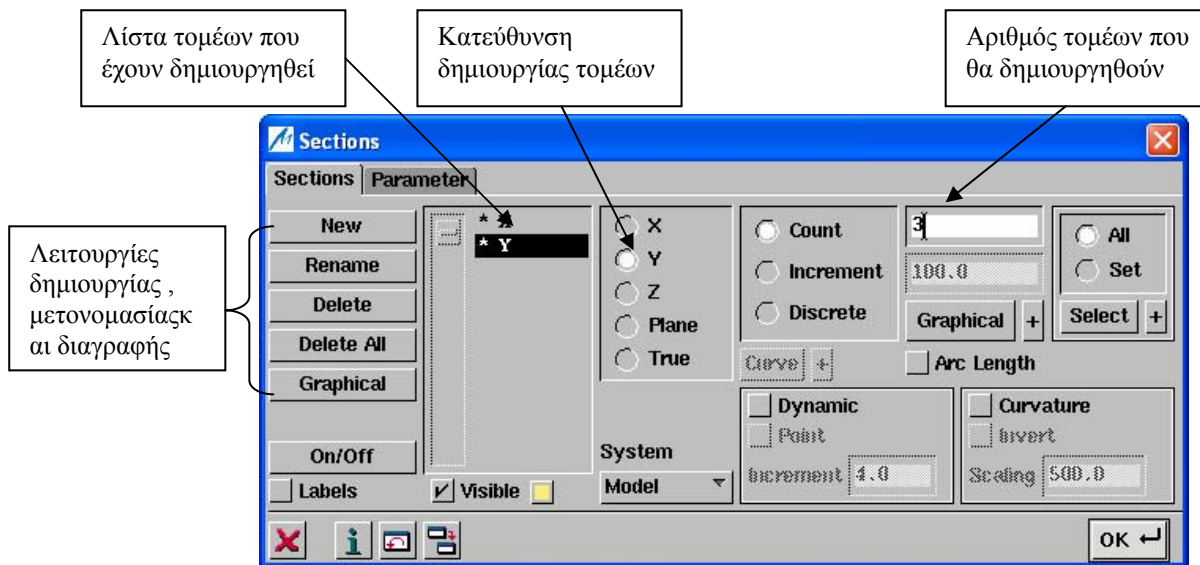 Λίστα τομέων που
έχουν δημιουργηθεί
Κατεύθυνση
δημιουργίας τομέων
Αριθμός τομέων που
θα δημιουργηθούν
Λειτουργίες
δημιουργίας ,
μετονομασίαςκ
αι διαγραφής
Sections
Sections Parameter
New
Rename
Delete
Delete All
Graphical
On/Off
Labels
*
* Y
Visible
X
Y
Z
Plane
True
System
Model
Count
Increment
Discrete
Curve +
3
100.0
Graphical +
Arc Length
All
Set
Select +
Dynamic
Point
Increment 4.0
Curvature
Invert
Scaling 500.0
OK